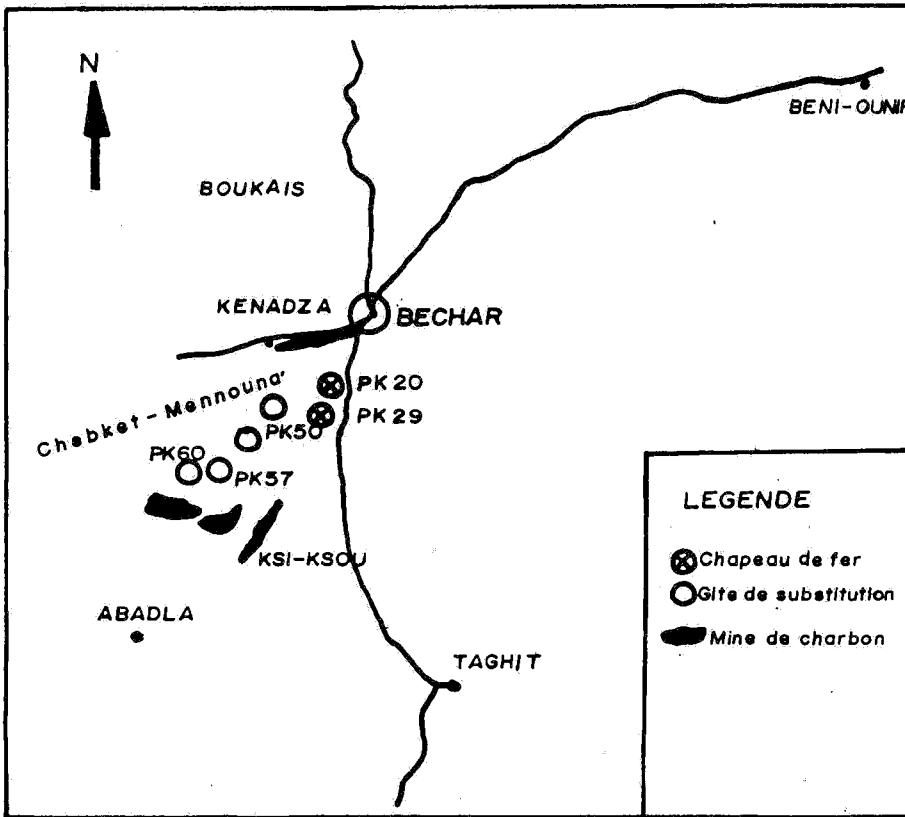 N
BENI-OUNIF
BOUKAIS
KENADZA
BECHAR
PK 20
Chebket-Mennouna'
PK 29
PK50
PK60
PK57
KSI-KSOU
ABADLA
TAGHIT
LEGENDE
Chapeau de fer
Gite de substitution
Mine de charbon